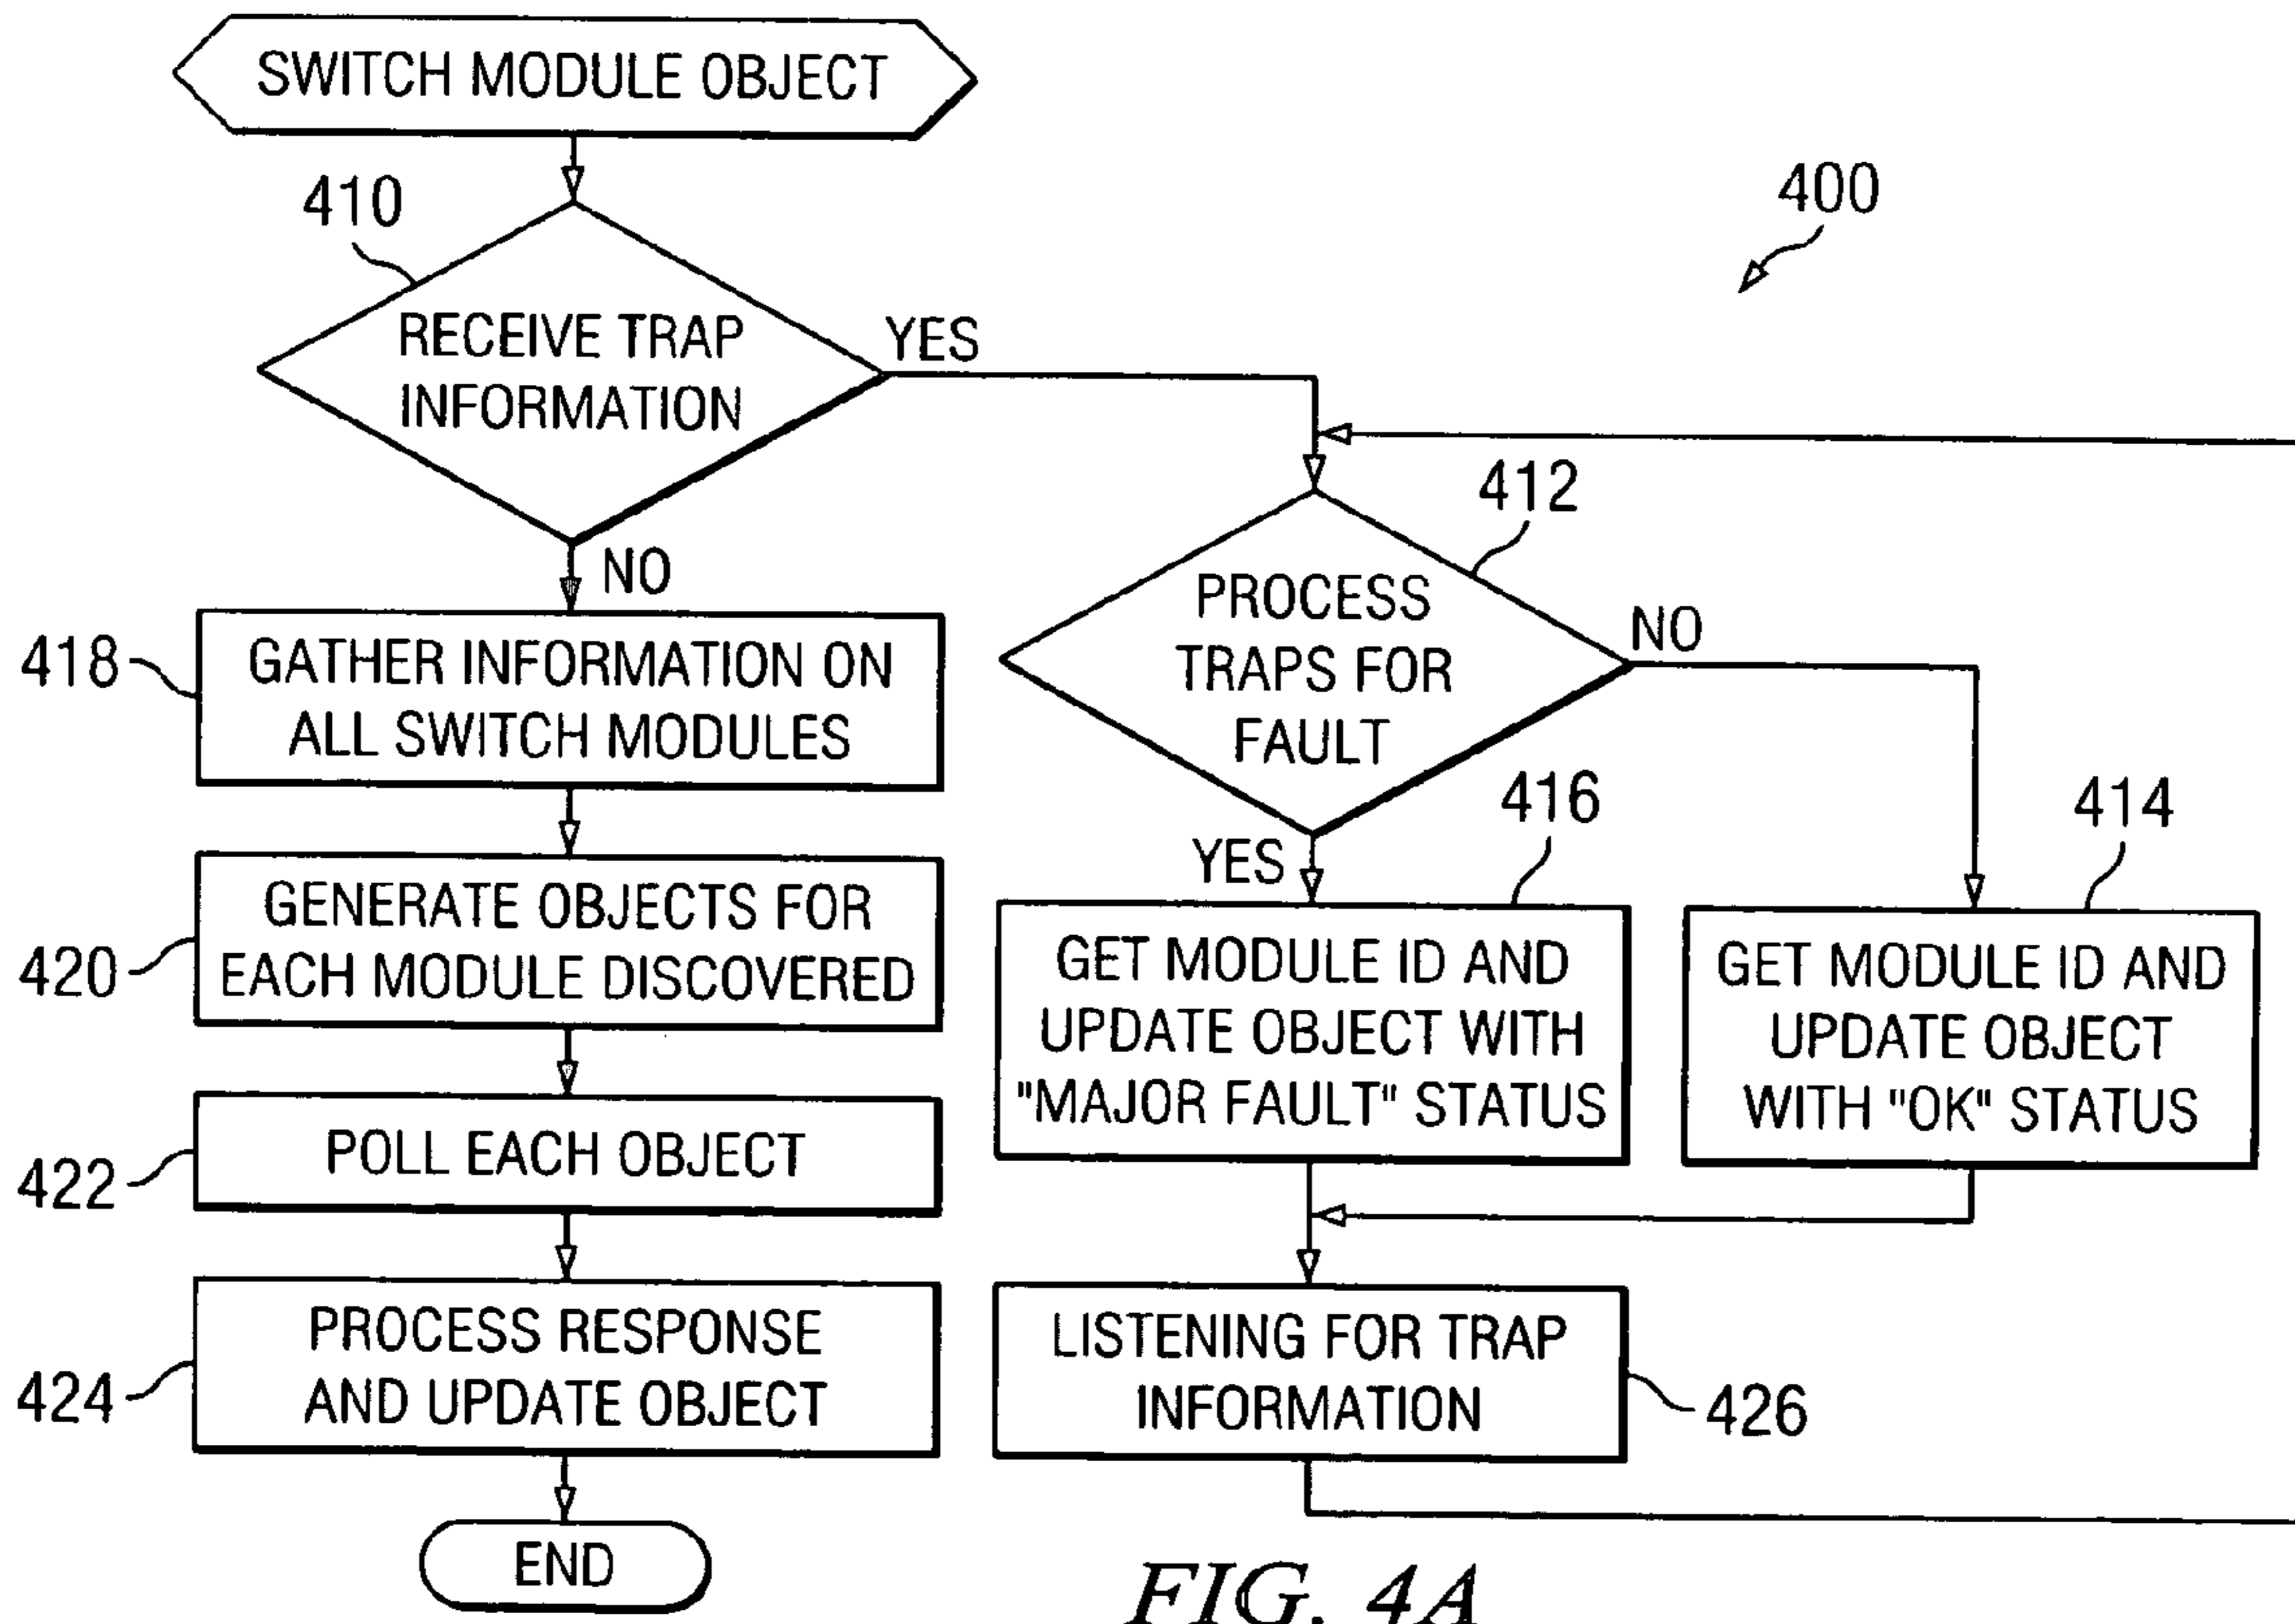 SWITCH MODULE OBJECT
410
400
RECEIVE TRAP
INFORMATION
YES
NO
412
PROCESS
TRAPS FOR
FAULT
NO
YES
418
GATHER INFORMATION ON
ALL SWITCH MODULES
416
414
420
GENERATE OBJECTS FOR
EACH MODULE DISCOVERED
GET MODULE ID AND
UPDATE OBJECT WITH
"MAJOR FAULT" STATUS
GET MODULE ID AND
UPDATE OBJECT
WITH "OK" STATUS
422
POLL EACH OBJECT
424
PROCESS RESPONSE
AND UPDATE OBJECT
LISTENING FOR TRAP
INFORMATION
426
END
FIG. 4A